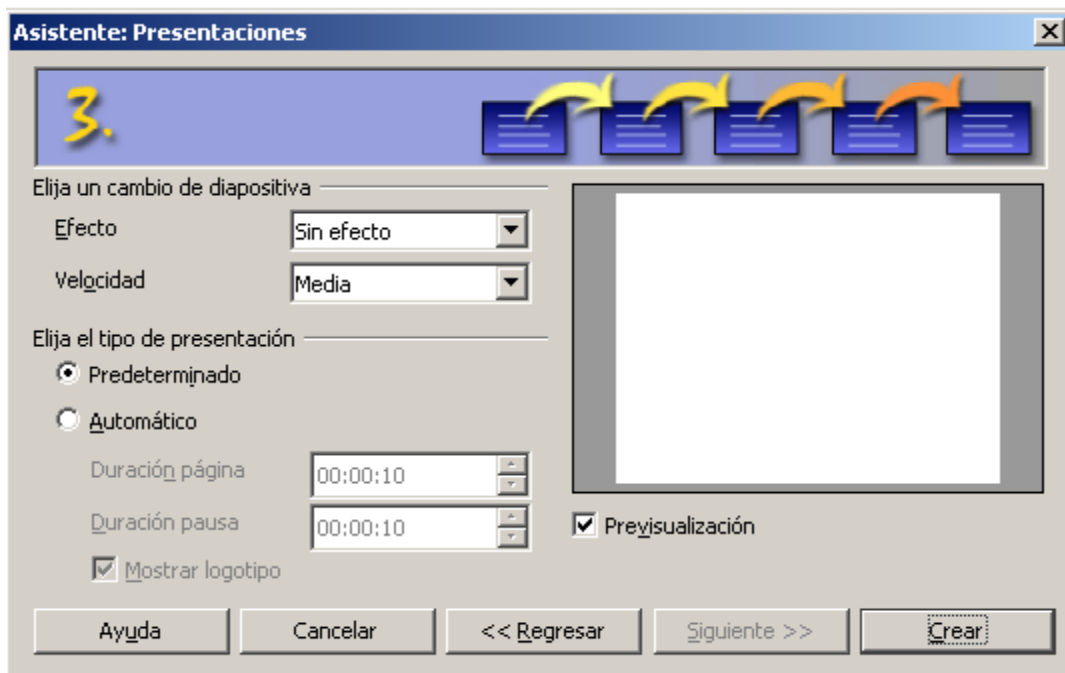 Asistente: Presentaciones
3.
Elija un cambio de diapositiva
Efecto
Sin efecto
Velocidad
Media
Elija el tipo de presentación
Predeterminado
Automático
Duración página
00:00:10
Duración pausa
00:00:10
Mostrar logotipo
Previsualización
Ayuda
Cancelar
<< Regresar
Siguiente >>
Crear